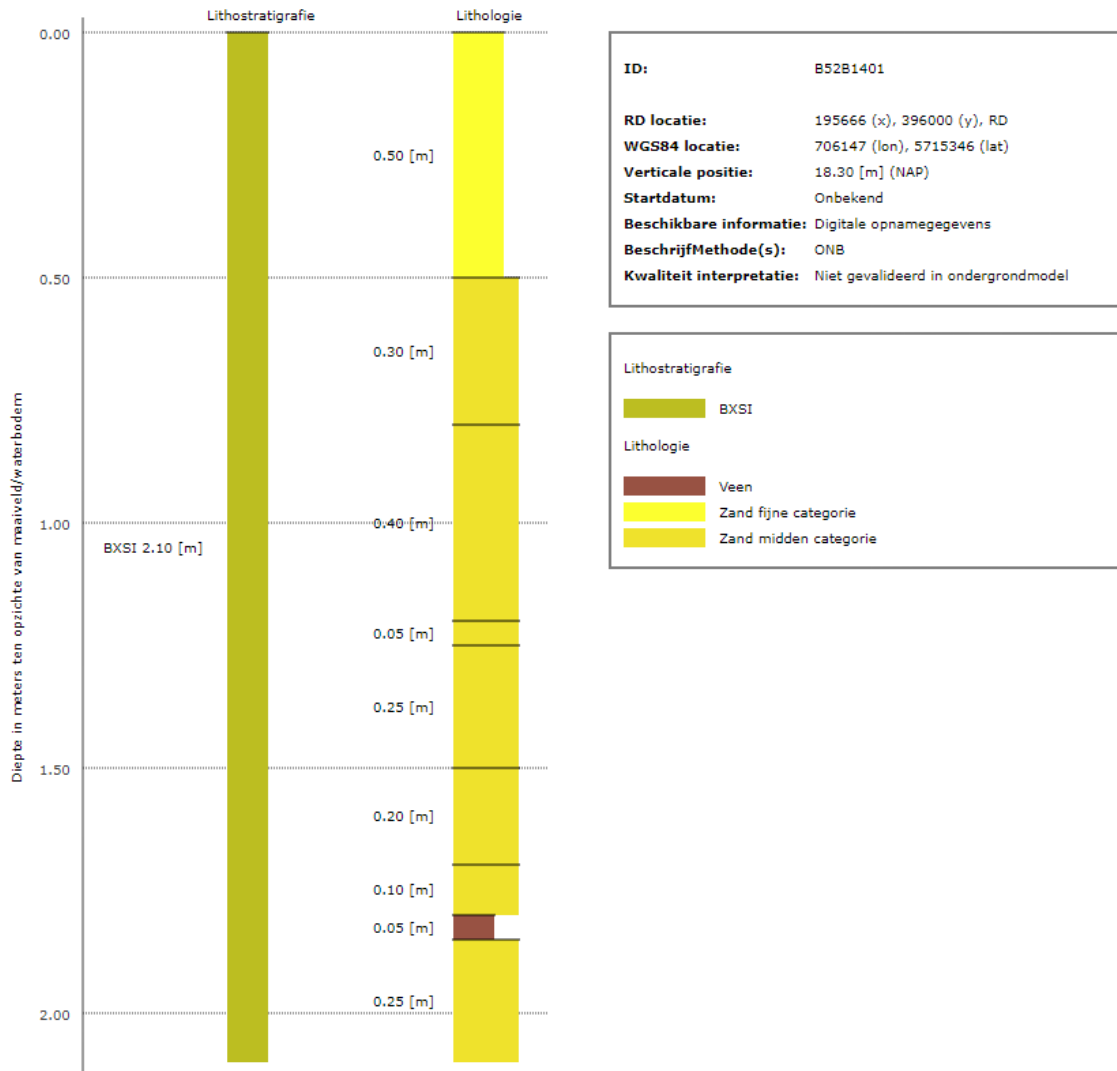 Lithostratigrafie
Lithologie
0.00
0.50 [m]
0.50
0.30 [m]
1.00
0.40 [m]
BXSI 2.10 [m]
0.05 [m]
0.25 [m]
1.50
0.20 [m]
0.10 [m]
0.05 [m]
0.25 [m]
2.00
Diepte in meters ten opzichte van maaiveld/waterbodem
ID: B52B1401
RD locatie: 195666 (x), 396000 (y), RD
WGS84 locatie: 706147 (lon), 5715346 (lat)
Verticale positie: 18.30 [m] (NAP)
Startdatum: Onbekend
Beschikbare informatie: Digitale opnamegegevens
BeschrijfMethode(s): ONB
Kwaliteit interpretatie: Niet gevalideerd in ondergrondmodel
Lithostratigrafie
BXSI
Lithologie
Veen
Zand fijne categorie
Zand midden categorie